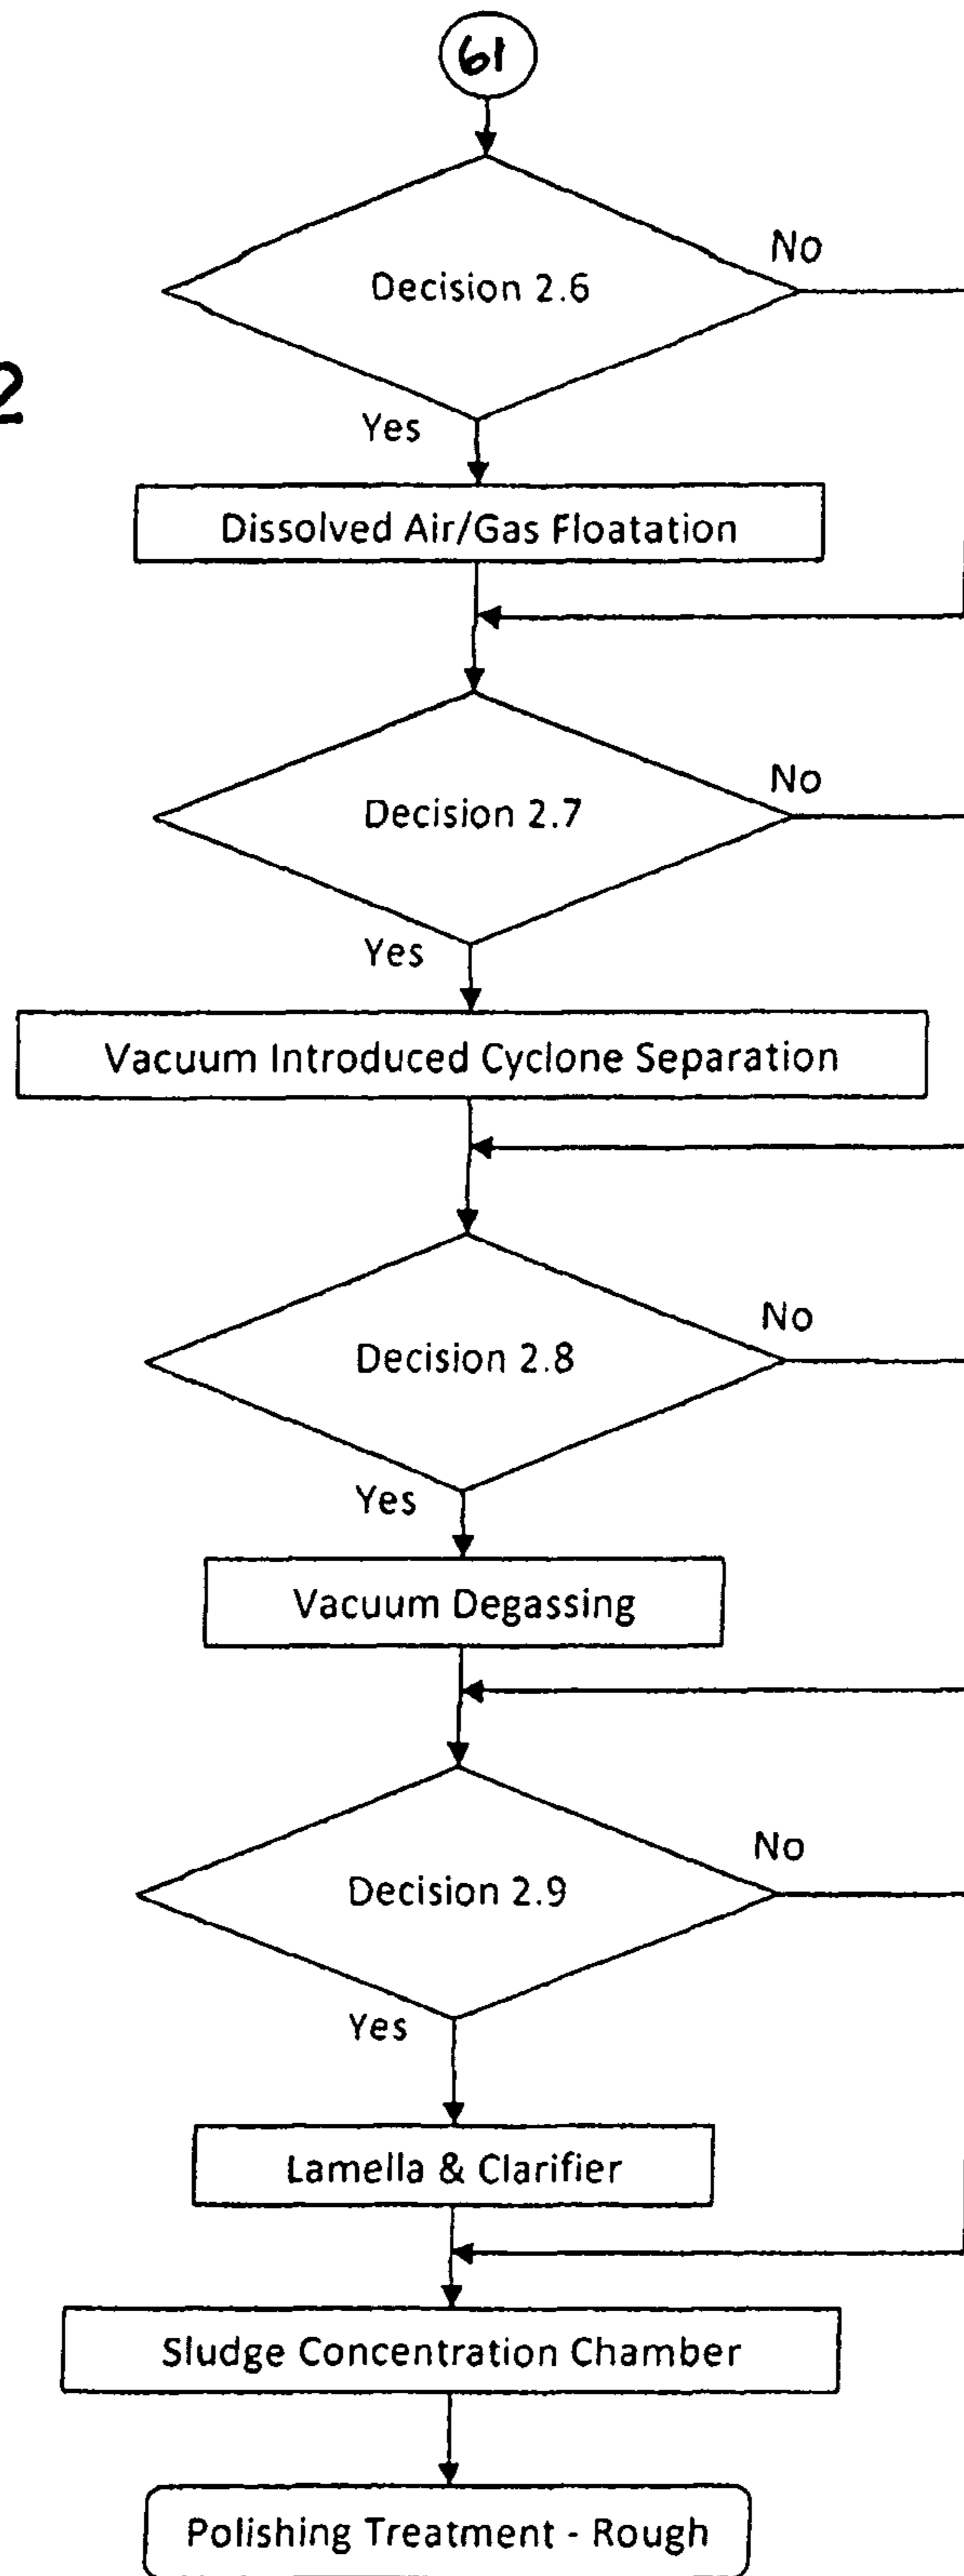 61
Decision 2.6
No
2
Yes
Dissolved Air/Gas Floatation
Decision 2.7
No
Yes
Vacuum Introduced Cyclone Separation
Decision 2.8
No
Yes
Vacuum Degassing
Decision 2.9
No
Yes
Lamella & Clarifier
Sludge Concentration Chamber
Polishing Treatment - Rough